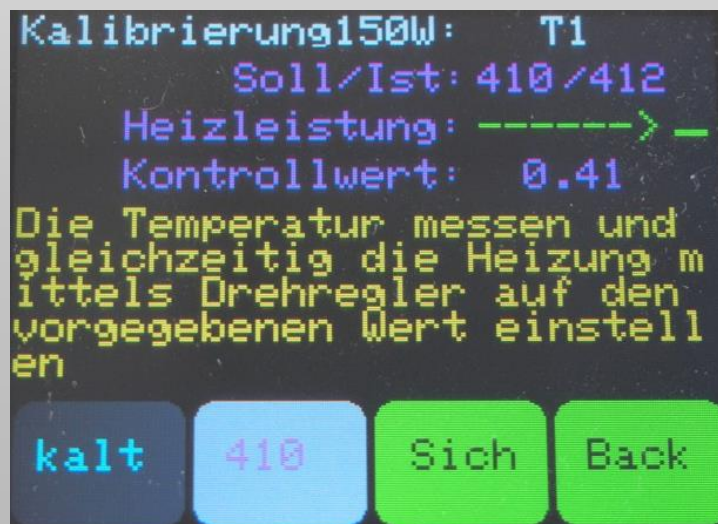 Kalibrierung150W: T1
Soll/Ist: 410/412
Heizleistung: ------>_
Kontrollwert: 0.41
Die Temperatur messen und
gleichzeitig die Heizung m
ittels Drehregler auf den
vorgegebenen Wert einstell
en
kalt 410 Sich Back